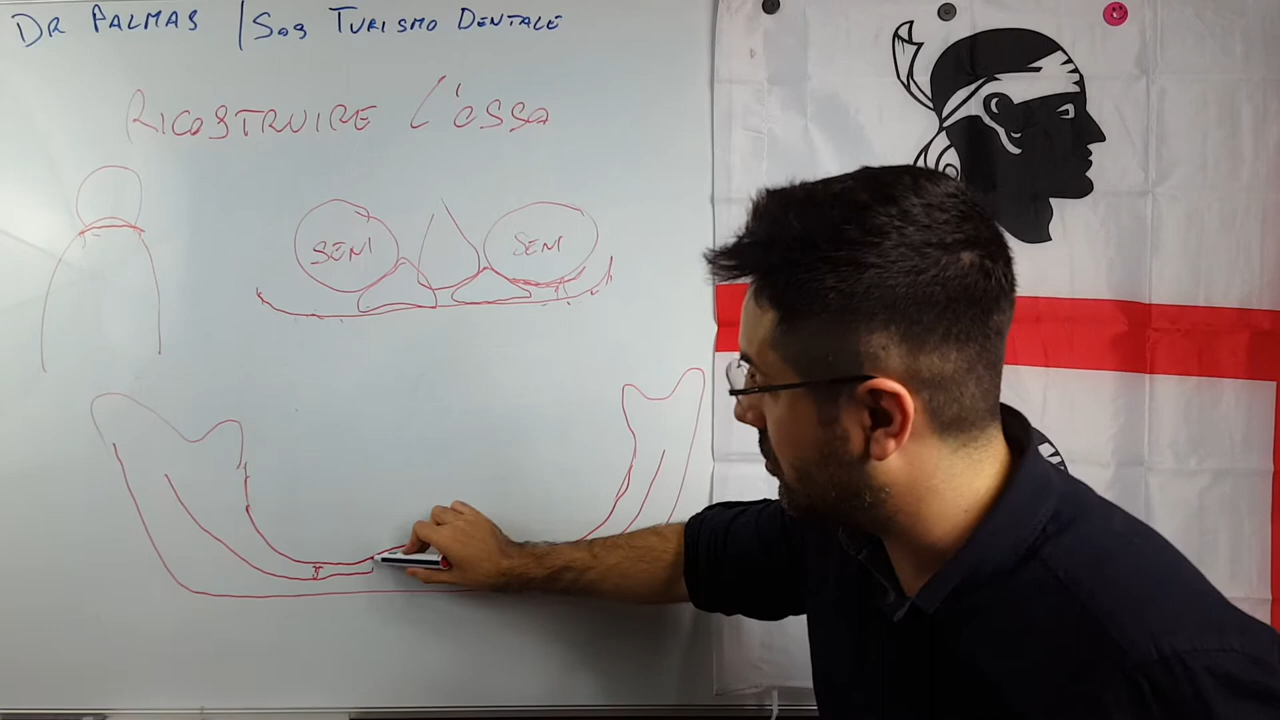 DR PALMAS | SOS TURISMO DENTALE
RICOSTRUIRE L'OSSO
SENI SENI